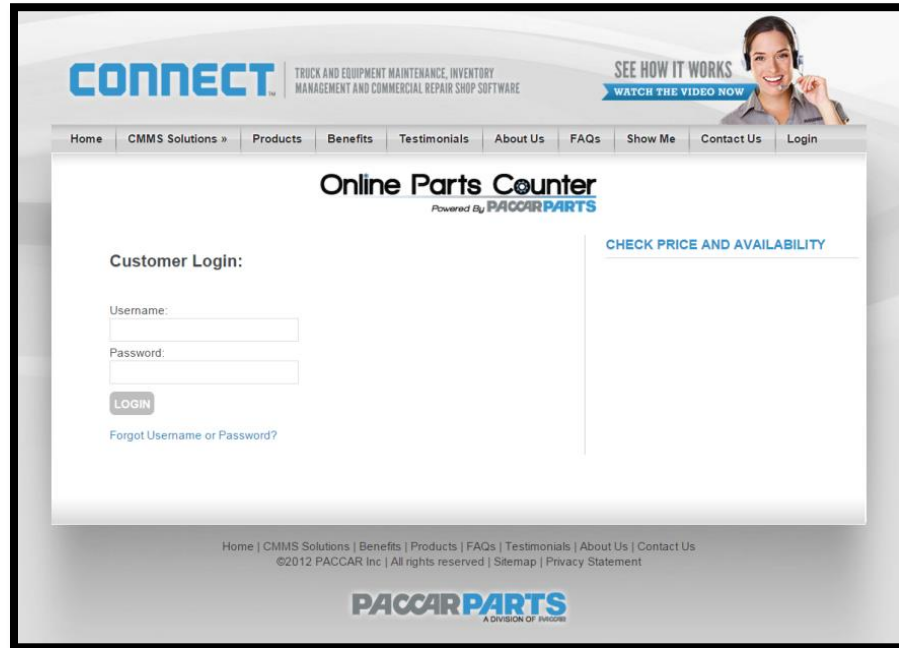 CONNECT™
TRUCK AND EQUIPMENT MAINTENANCE, INVENTORY
MANAGEMENT AND COMMERCIAL REPAIR SHOP SOFTWARE
SEE HOW IT WORKS
WATCH THE VIDEO NOW
Home CMMS Solutions » Products Benefits Testimonials About Us FAQs Show Me Contact Us Login
Online Parts Counter
Powered By PACCAR PARTS
CHECK PRICE AND AVAILABILITY
Customer Login:
Username:
Password:
LOGIN
Forgot Username or Password?
Home | CMMS Solutions | Benefits | Products | FAQs | Testimonials | About Us | Contact Us
©2012 PACCAR Inc | All rights reserved | Sitemap | Privacy Statement
PACCAR PARTS
A DIVISION OF PACCAR